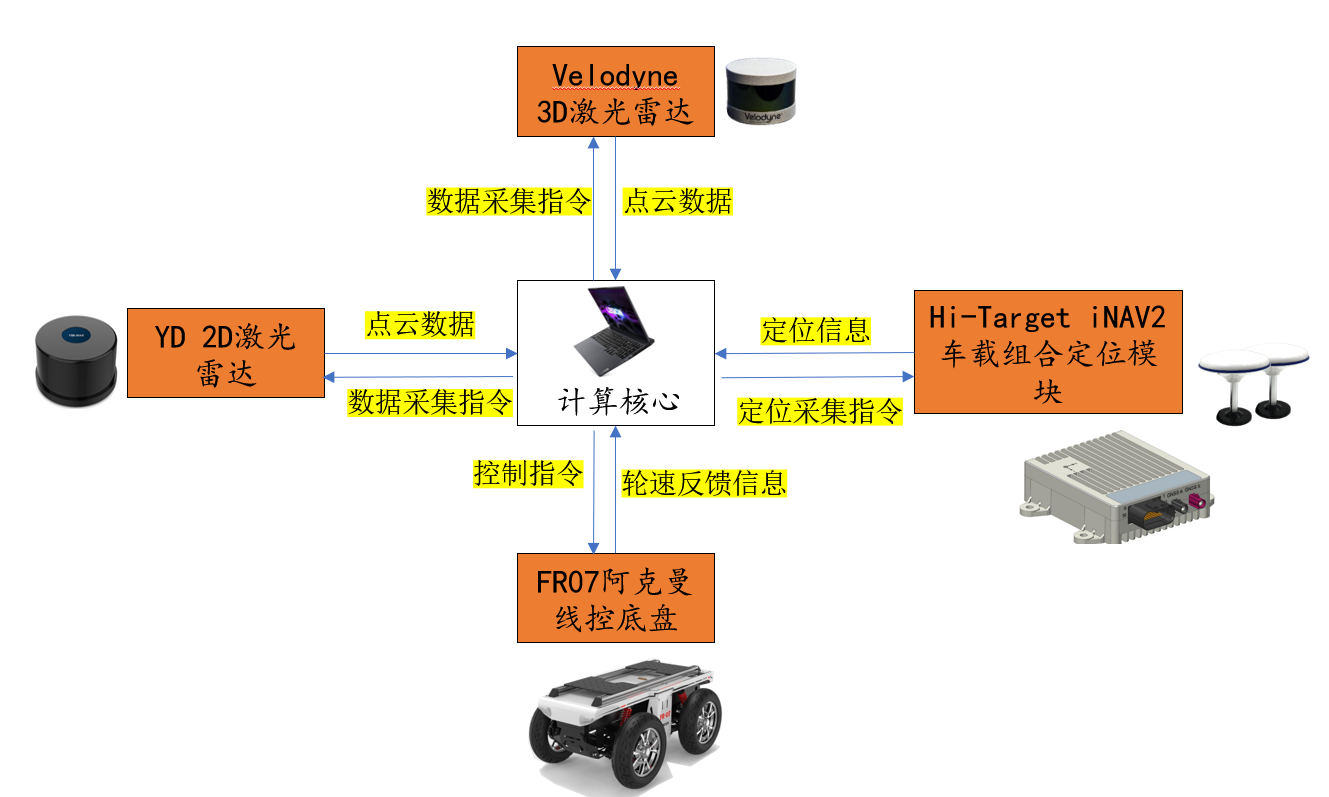 Velodyne
3D激光雷达
Velodyne
数据采集指令
点云数据
YD 2D激光
雷达
点云数据
数据采集指令
计算核心
定位信息
定位采集指令
Hi-Target iNAV2
车载组合定位模
块
控制指令
轮速反馈信息
FR07阿克曼
线控底盘